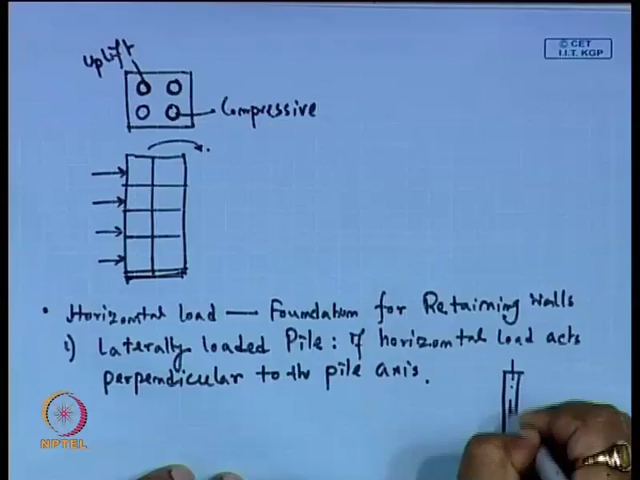 © CET
I.I.T. KGP
Uplift
Compressive
• Horizontal load — Foundation for Retaining Walls
1) Laterally loaded Pile : If horizontal load acts
perpendicular to the pile axis.
NPTEL